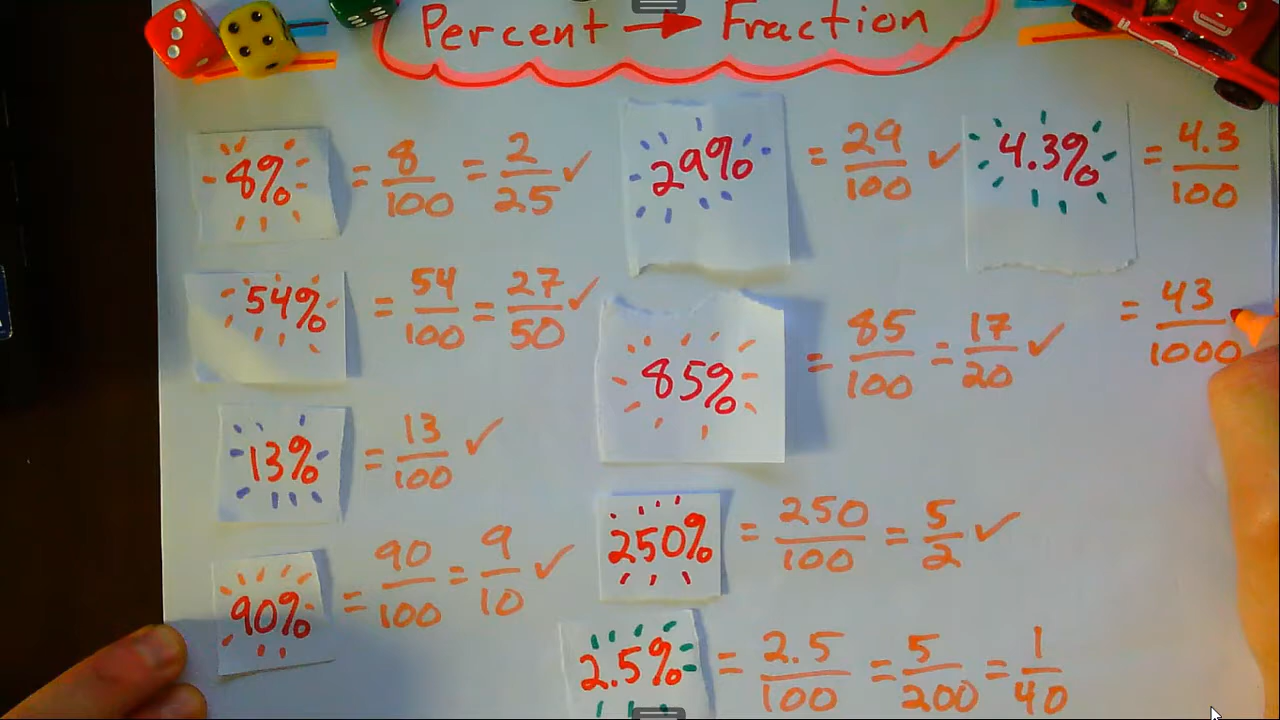 Percent → Fraction
8% = 8/100 = 2/25 ✓
54% = 54/100 = 27/50 ✓
13% = 13/100 ✓
90% = 90/100 = 9/10 ✓
29% = 29/100 ✓
85% = 85/100 = 17/20 ✓
250% = 250/100 = 5/2 ✓
2.5% = 2.5/100 = 5/200 = 1/40
4.3% = 4.3/100
= 43/1000